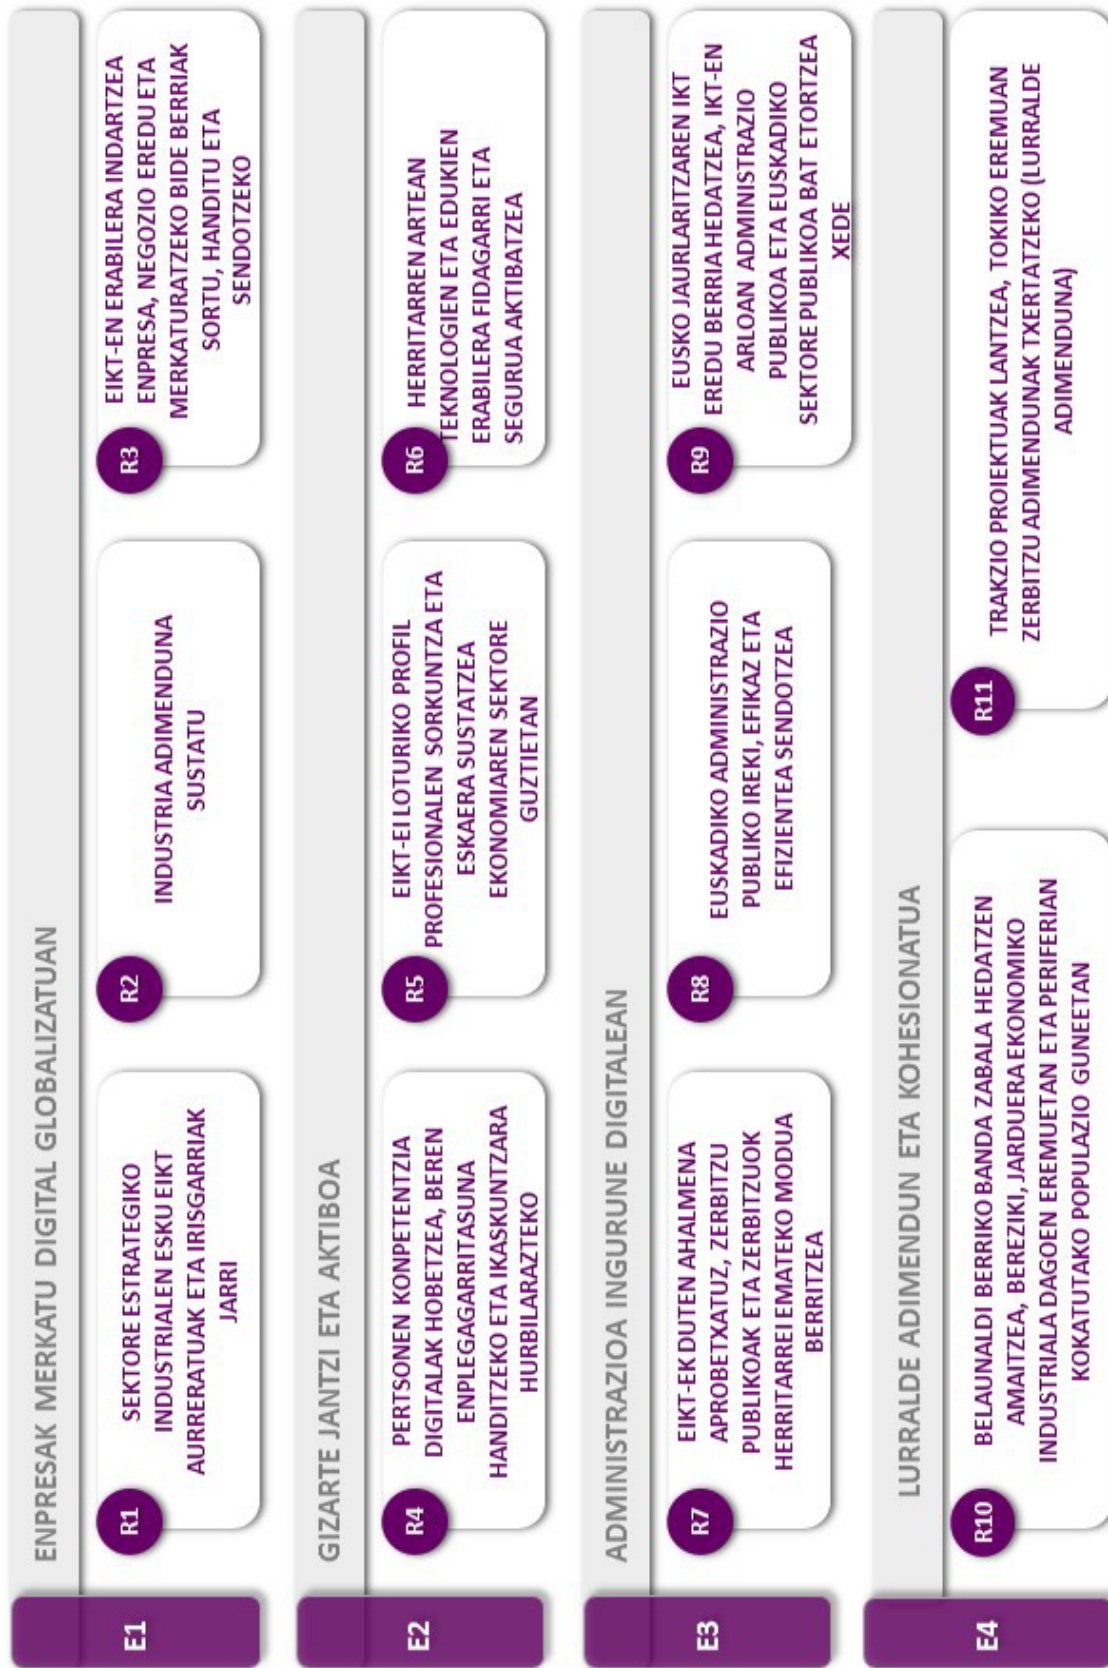 E1
ENPRESAK MERKATU DIGITAL GLOBALIZATUAN
R1
SEKTORE ESTRATEGIKO
INDUSTRIALEN ESKU EIKT
AURRERATUAK ETA IRISGARRIAK
JARRI
R2
INDUSTRIA ADIMENDUNA
SUSTATU
R3
EIKT-EN ERABILERA INDARTZEA
ENPRESA, NEGOZIO EREDU ETA
MERKATURATZEKO BIDE BERRIAK
SORTU, HANDITU ETA
SENDOTZEKO
E2
GIZARTE JANTZI ETA AKTIBOA
R4
PERTSONEN KONPETENTZIA
DIGITALAK HOBETZEA, BEREN
ENPLEGAGARRITASUNA
HANDITZEKO ETA IKASKUNTZARA
HURBILARAZTEKO
R5
EIKT-EI LOTURIKO PROFIL
PROFESIONALEN SORKUNTZA ETA
ESKAERA SUSTATZEA
EKONOMIAREN SEKTORE
GUZTIETAN
R6
HERRITARREN ARTEAN
TEKNOLOGIEN ETA EDUKIEN
ERABILERA FIDAGARRI ETA
SEGURUA AKTIBATZEA
E3
ADMINISTRAZIOA INGURUNE DIGITALEAN
R7
EIKT-EK DUTEN AHALMENA
APROBETXATUZ, ZERBITZU
PUBLIKOAK ETA ZERBITZUOK
HERRITARREI EMATEKO MODUA
BERRITZEA
R8
EUSKADIKO ADMINISTRAZIO
PUBLIKO IREKI, EFIKAZ ETA
EFIZIENTEA SENDOTZEA
R9
EUSKO JAURLARITZAREN IKT
EREDU BERRIA HEDATZEA, IKT-EN
ARLOAN ADMINISTRAZIO
PUBLIKOA ETA EUSKADIKO
SEKTORE PUBLIKOA BAT ETORTZEA
XEDE
E4
LURRALDE ADIMENDUN ETA KOHESIONATUA
R10
BELAUNALDI BERRIKO BANDA ZABALA HEDATZEN
AMAITZEA, BEREZIKI, JARDUERA EKONOMIKO
INDUSTRIALA DAGOEN EREMUETAN ETA PERIFERIAN
KOKATUTAKO POPULAZIO GUNEETAN
R11
TRAKZIO PROIEKTUAK LANTZEA, TOKIKO EREMUAN
ZERBITZU ADIMENDUNAK TXERTATZEKO (LURRALDE
ADIMENDUNA)